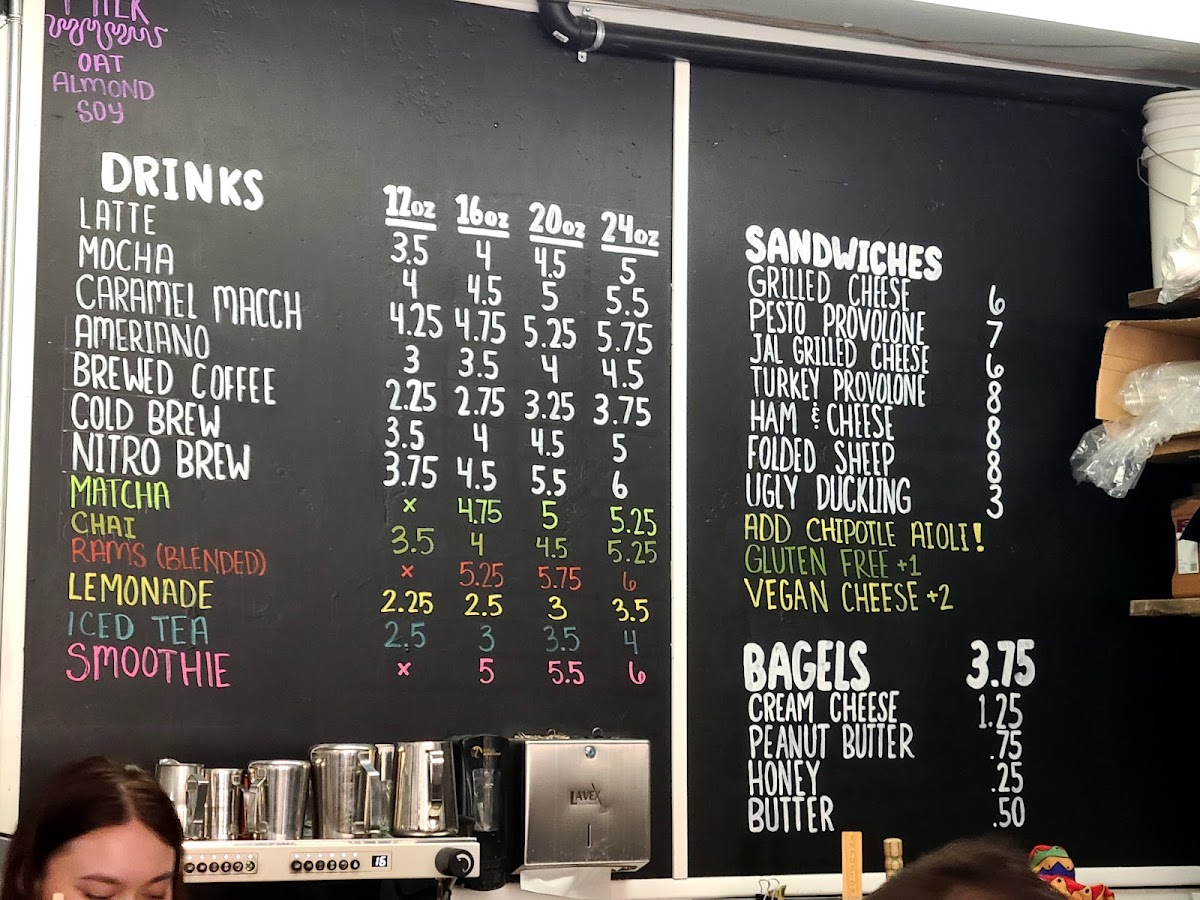 MILK
OAT
ALMOND
SOY
DRINKS 12oz 16oz 20oz 24oz
LATTE 3.5 4 4.5 5
MOCHA 4 4.5 5 5.5
CARAMEL MACCH 4.25 4.75 5.25 5.75
AMERIANO 3 3.5 4 4.5
BREWED COFFEE 2.25 2.75 3.25 3.75
COLD BREW 3.5 4 4.5 5
NITRO BREW 3.75 4.5 5.5 6
MATCHA x 4.75 5 5.25
CHAI 3.5 4 4.5 5.25
RAMS (BLENDED) x 5.25 5.75 6
LEMONADE 2.25 2.5 3 3.5
ICED TEA 2.5 3 3.5 4
SMOOTHIE x 5 5.5 6
SANDWICHES
GRILLED CHEESE 6
PESTO PROVOLONE 7
JAL GRILLED CHEESE 6
TURKEY PROVOLONE 8
HAM & CHEESE 8
FOLDED SHEEP 8
UGLY DUCKLING 3
ADD CHIPOTLE AIOLI!
GLUTEN FREE +1
VEGAN CHEESE +2
BAGELS 3.75
CREAM CHEESE 1.25
PEANUT BUTTER .75
HONEY .25
BUTTER .50
LAVEX
16